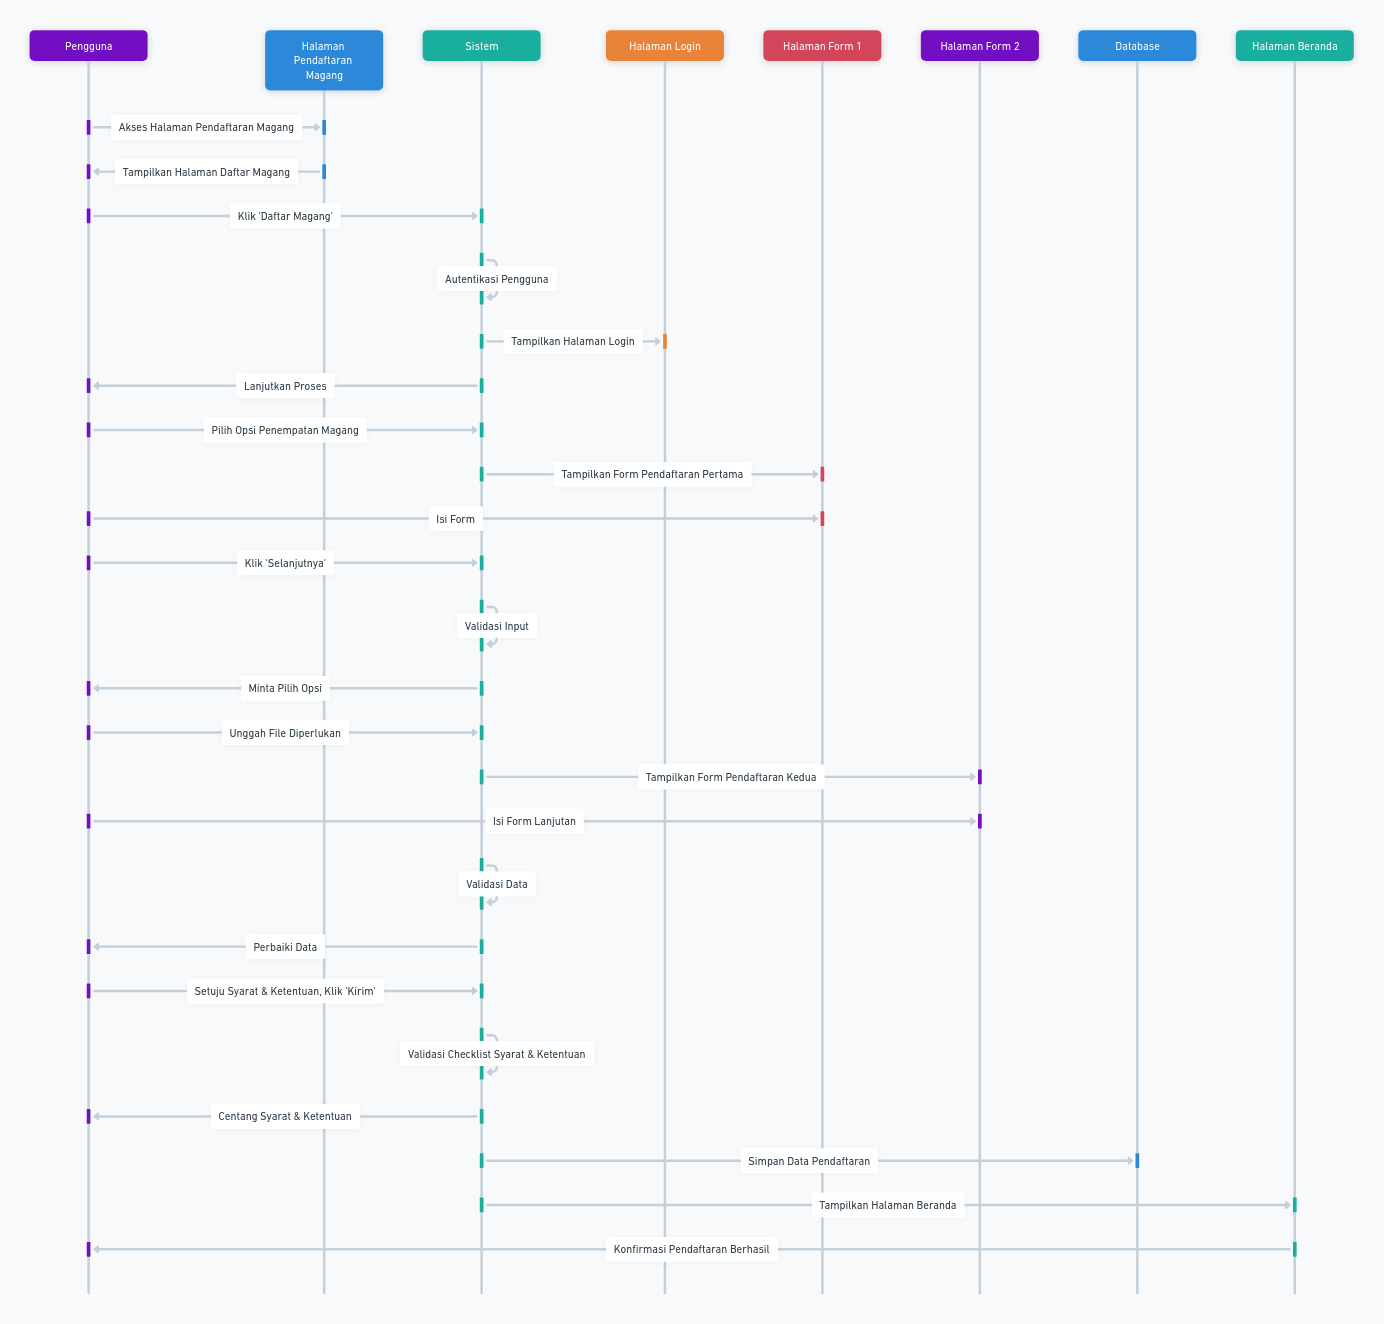 Pengguna
Halaman
Pendaftaran
Magang
Sistem
Halaman Login
Halaman Form 1
Halaman Form 2
Database
Halaman Beranda
Akses Halaman Pendaftaran Magang
Tampilkan Halaman Daftar Magang
Klik 'Daftar Magang'
Autentikasi Pengguna
Tampilkan Halaman Login
Lanjutkan Proses
Pilih Opsi Penempatan Magang
Tampilkan Form Pendaftaran Pertama
Isi Form
Klik 'Selanjutnya'
Validasi Input
Minta Pilih Opsi
Unggah File Diperlukan
Tampilkan Form Pendaftaran Kedua
Isi Form Lanjutan
Validasi Data
Perbaiki Data
Setuju Syarat & Ketentuan, Klik 'Kirim'
Validasi Checklist Syarat & Ketentuan
Centang Syarat & Ketentuan
Simpan Data Pendaftaran
Tampilkan Halaman Beranda
Konfirmasi Pendaftaran Berhasil